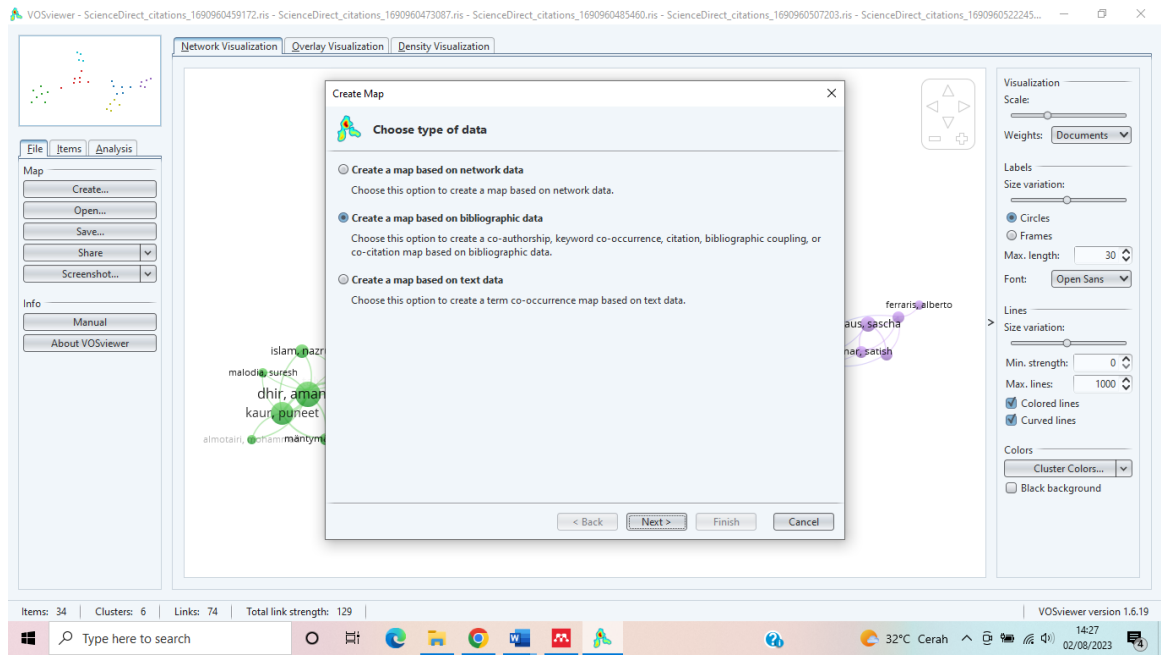 VOSviewer - ScienceDirect_citations_1690960459172.ris - ScienceDirect_citations_1690960473087.ris - ScienceDirect_citations_1690960485460.ris - ScienceDirect_citations_1690960507203.ris - ScienceDirect_citations_1690960522245...
Network Visualization Overlay Visualization Density Visualization
File Items Analysis
Map
Create...
Open...
Save...
Share
Screenshot...
Info
Manual
About VOSviewer
Create Map
Choose type of data
Create a map based on network data
Choose this option to create a map based on network data.
Create a map based on bibliographic data
Choose this option to create a co-authorship, keyword co-occurrence, citation, bibliographic coupling, or
co-citation map based on bibliographic data.
Create a map based on text data
Choose this option to create a term co-occurrence map based on text data.
< Back Next > Finish Cancel
islam, nazr
malodia, suresh
dhir, aman
kaur, puneet
almotairi, mohamm
mäntym
ferraris, alberto
aus, sascha
mar, satish
>
Visualization
Scale:
Weights: Documents
Labels
Size variation:
Circles
Frames
Max. length: 30
Font: Open Sans
Lines
Size variation:
Min. strength: 0
Max. lines: 1000
Colored lines
Curved lines
Colors
Cluster Colors...
Black background
Items: 34 Clusters: 6 Links: 74 Total link strength: 129 VOSviewer version 1.6.19
Type here to search
32°C Cerah
14:27
02/08/2023
4